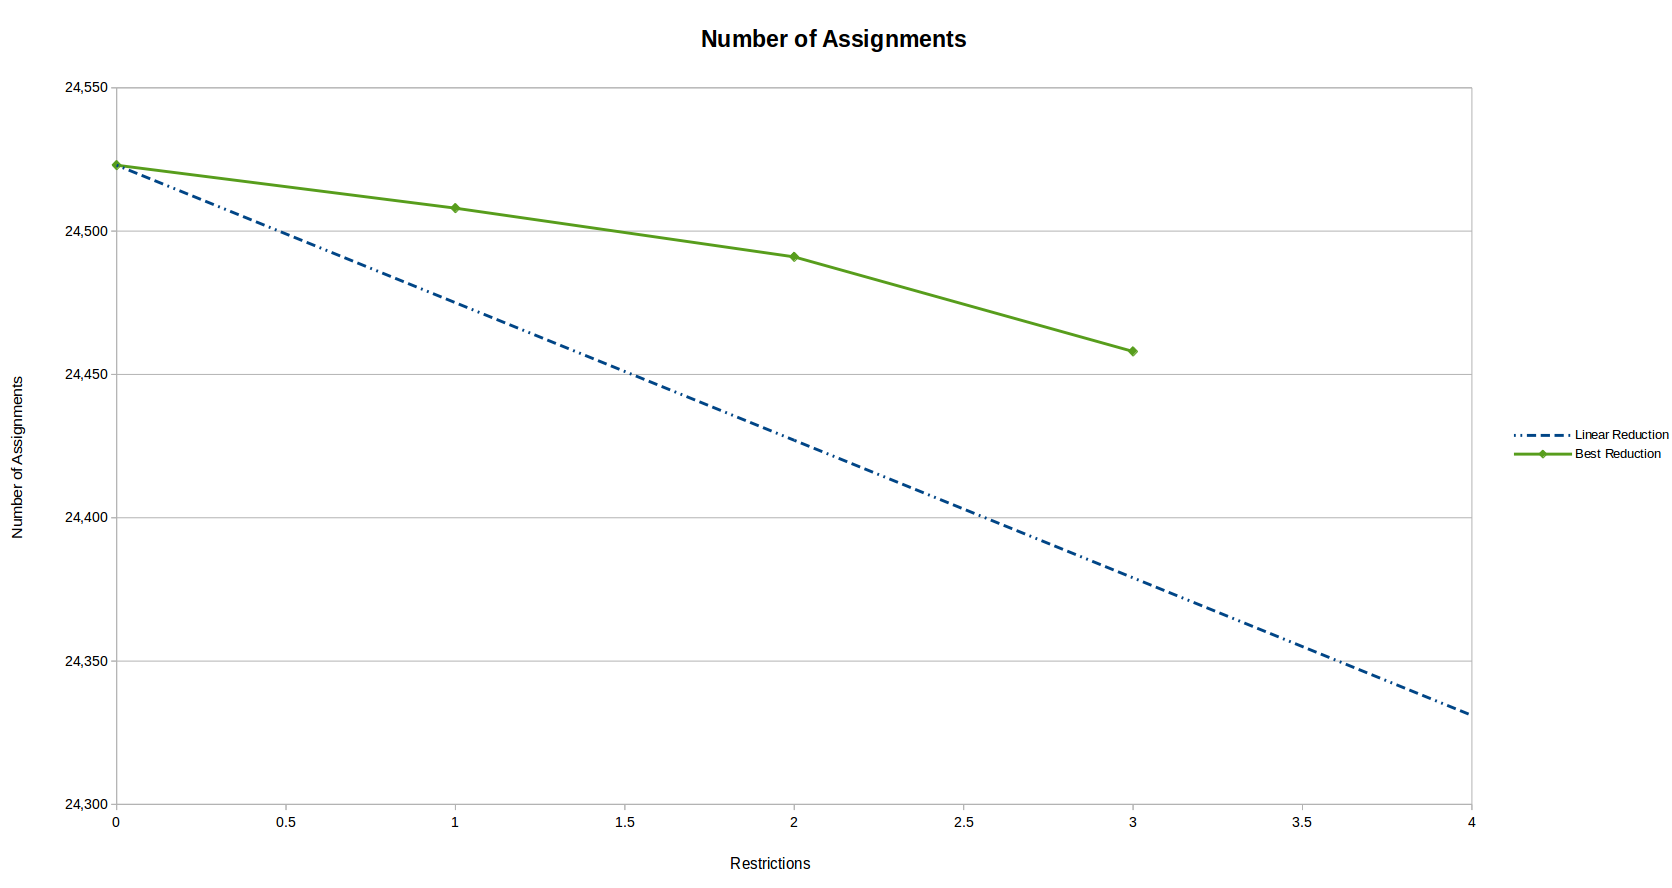 Number of Assignments
24,550
24,500
24,450
24,400
24,350
24,300
Number of Assignments
0 0.5 1 1.5 2 2.5 3 3.5 4
Restrictions
Linear Reduction
Best Reduction